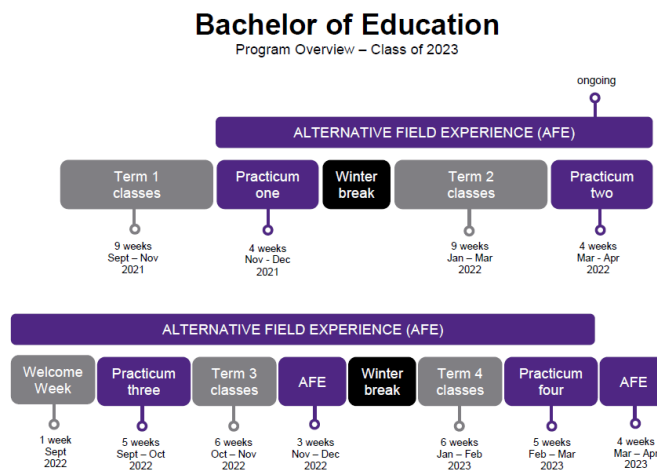 Bachelor of Education
Program Overview – Class of 2023
ongoing
ALTERNATIVE FIELD EXPERIENCE (AFE)
Term 1
classes
Practicum
one
Winter
break
Term 2
classes
Practicum
two
9 weeks
Sept – Nov
2021
4 weeks
Nov - Dec
2021
9 weeks
Jan – Mar
2022
4 weeks
Mar - Apr
2022
ALTERNATIVE FIELD EXPERIENCE (AFE)
Welcome
Week
Practicum
three
Term 3
classes
AFE
Winter
break
Term 4
classes
Practicum
four
AFE
1 week
Sept
2022
5 weeks
Sept – Oct
2022
6 weeks
Oct – Nov
2022
3 weeks
Nov – Dec
2022
6 weeks
Jan – Feb
2023
5 weeks
Feb - Mar
2023
4 weeks
Mar – Apr
2023